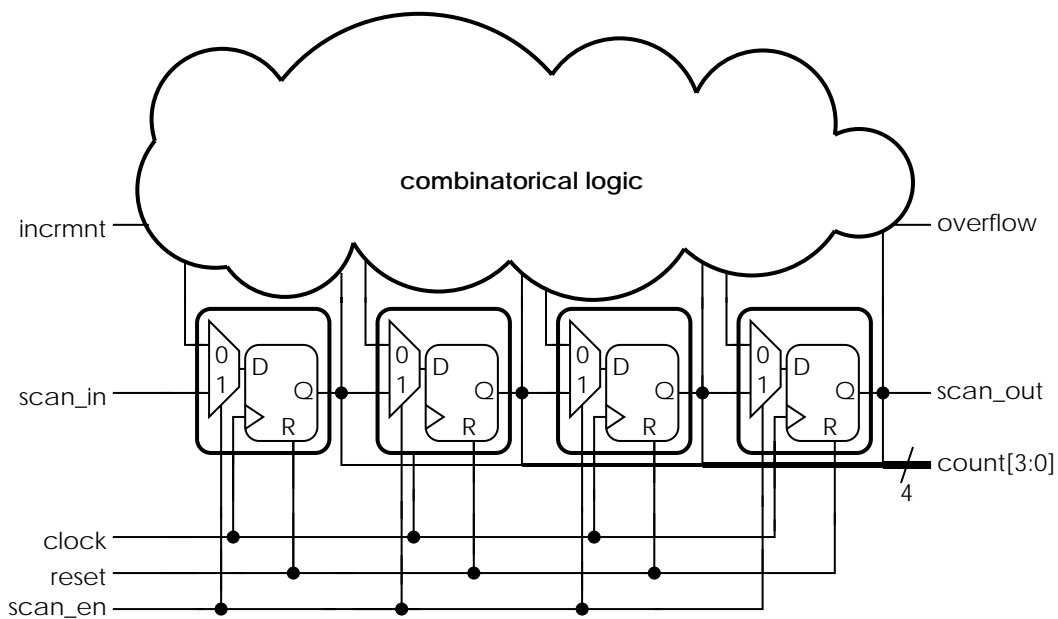 combinatorical logic
incrmnt
overflow
0
1
D
Q
R
0
1
D
Q
R
0
1
D
Q
R
0
1
D
Q
R
scan_in
scan_out
count[3:0]
4
clock
reset
scan_en